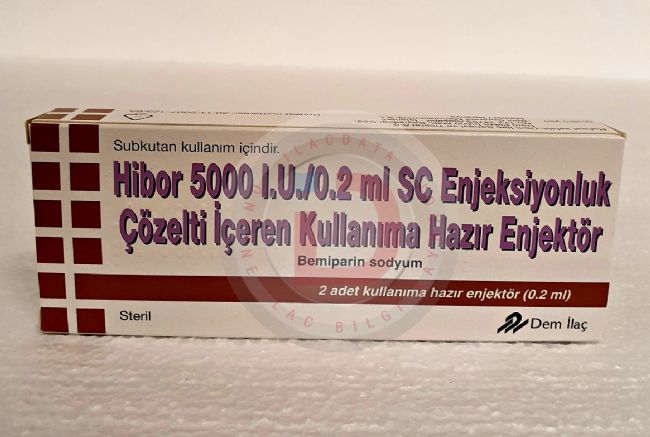 Subkutan kullanım içindir.
Hibor 5000 I.U./0.2 ml SC Enjeksiyonluk
Çözelti İçeren Kullanıma Hazır Enjektör
Bemiparin sodyum
2 adet kullanıma hazır enjektör (0.2 ml)
Steril
Dem İlaç